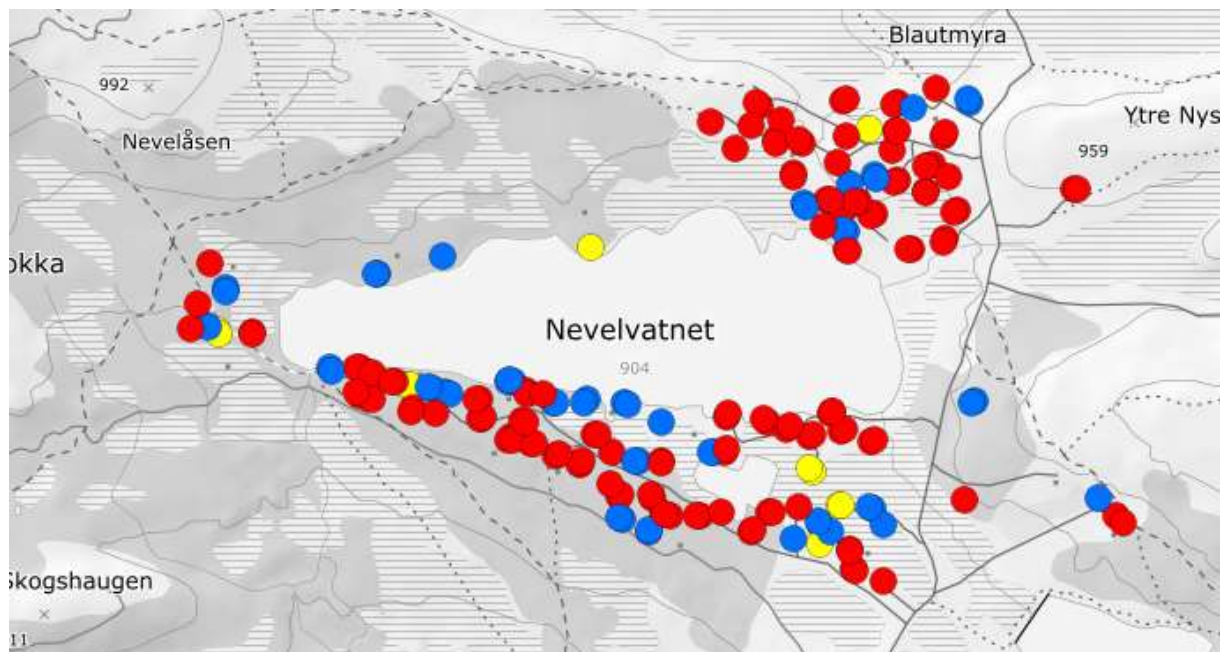 Blautmyra
992
Ytre Nys
Nevelåsen
959
okka
Nevelvatnet
904
Skogshaugen
11